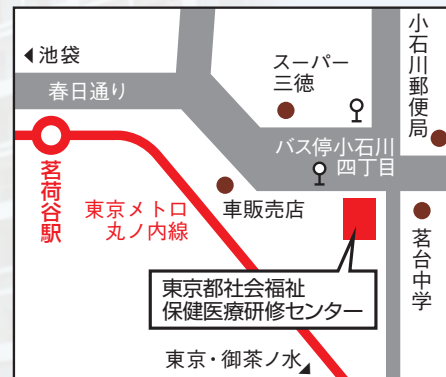 池袋
春日通り
スーパー
三徳
小石川郵便局
バス停小石川
四丁目
茗荷谷駅
東京メトロ
丸ノ内線
車販売店
茗台中学
東京都社会福祉
保健医療研修センター
東京・御茶ノ水